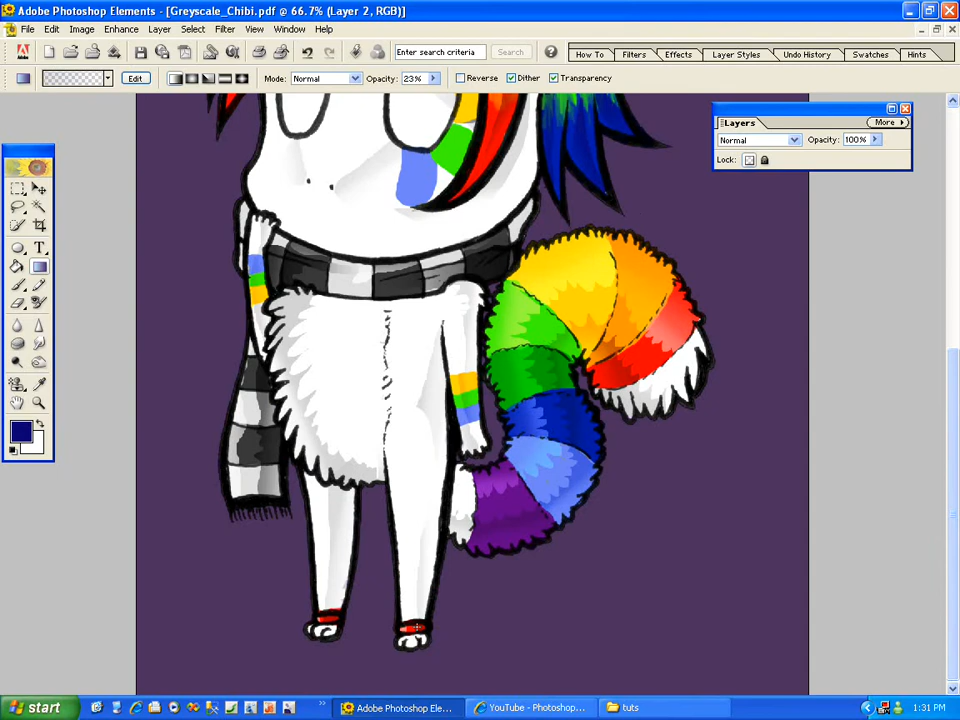 Adobe Photoshop Elements - [Greyscale_Chibi.pdf @ 66.7% (Layer 2, RGB)]
File Edit Image Enhance Layer Select Filter View Window Help
Enter search criteria Search How To Filters Effects Layer Styles Undo History Swatches Hints
Edit Mode: Normal Opacity: 23% Reverse Dither Transparency
Layers More
Normal Opacity: 100%
Lock:
T
start Adobe Photoshop Ele... YouTube - Photoshop... tuts 1:31 PM